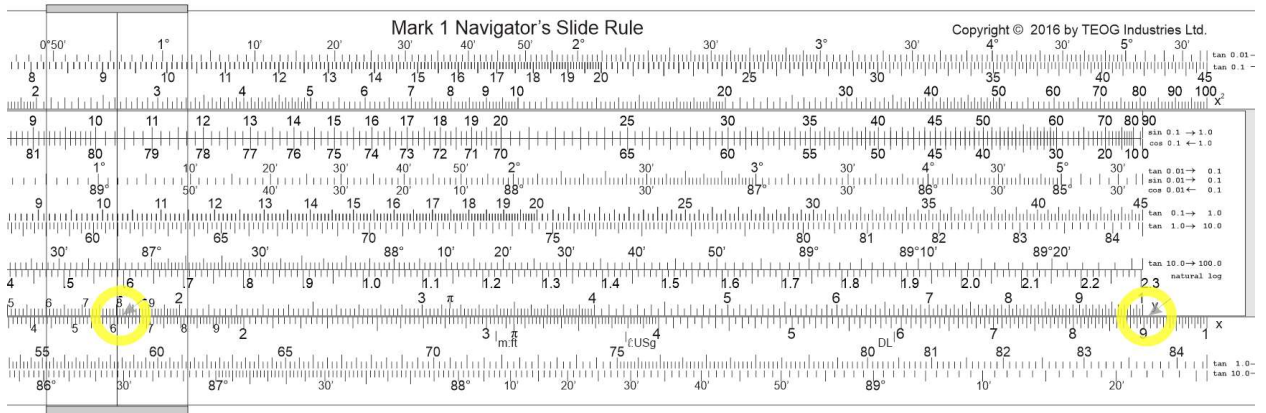 Mark 1 Navigator's Slide Rule
Copyright © 2016 by TEOG Industries Ltd.
0°50' 1° 10' 20' 30' 40' 50' 2° 30' 3° 30' 4° 30' 5° 30'
tan 0.01-
8 9 10 11 12 13 14 15 16 17 18 19 20 25 30 35 40 45
tan 0.1 -
2 3 4 5 6 7 8 9 10 20 30 40 50 60 70 80 90 100 x²
9 10 11 12 13 14 15 16 17 18 19 20 25 30 35 40 45 50 60 70 80 90
sin 0.1 → 1.0
cos 0.1 ← 1.0
81 80 79 78 77 76 75 74 73 72 71 70 65 60 55 50 45 40 30 20 10 0
1° 10' 20' 30' 40' 50' 2° 30' 3° 30' 4° 30' 5° 30'
tan 0.01→ 0.1
sin 0.01→ 0.1
cos 0.01← 0.1
89° 50' 40' 30' 20' 10' 88° 30' 87° 30' 86° 30' 85° 30'
9 10 11 12 13 14 15 16 17 18 19 20 25 30 35 40 45
tan 0.1→ 1.0
tan 1.0→ 10.0
60 65 70 75 80 81 82 83 84
30' 87° 30' 88° 10' 20' 30' 40' 50' 89° 89°10' 89°20'
tan 10.0→100.0
natural log
4 .5 .6 .7 .8 .9 1.0 1.1 1.2 1.3 1.4 1.5 1.6 1.7 1.8 1.9 2.0 2.1 2.2 2.3
5 6 7 8 9 2 3 π 4 5 6 7 8 9 y
4 5 6 7 8 9 2 3 π 4 5 6 7 8 9 1 x
m:ft ℓ:USg DL
55 60 65 70 75 80 81 82 83 84
tan 1.0-
tan 10.0-
86° 30' 87° 30' 88° 10' 20' 30' 40' 50' 89° 10' 20'